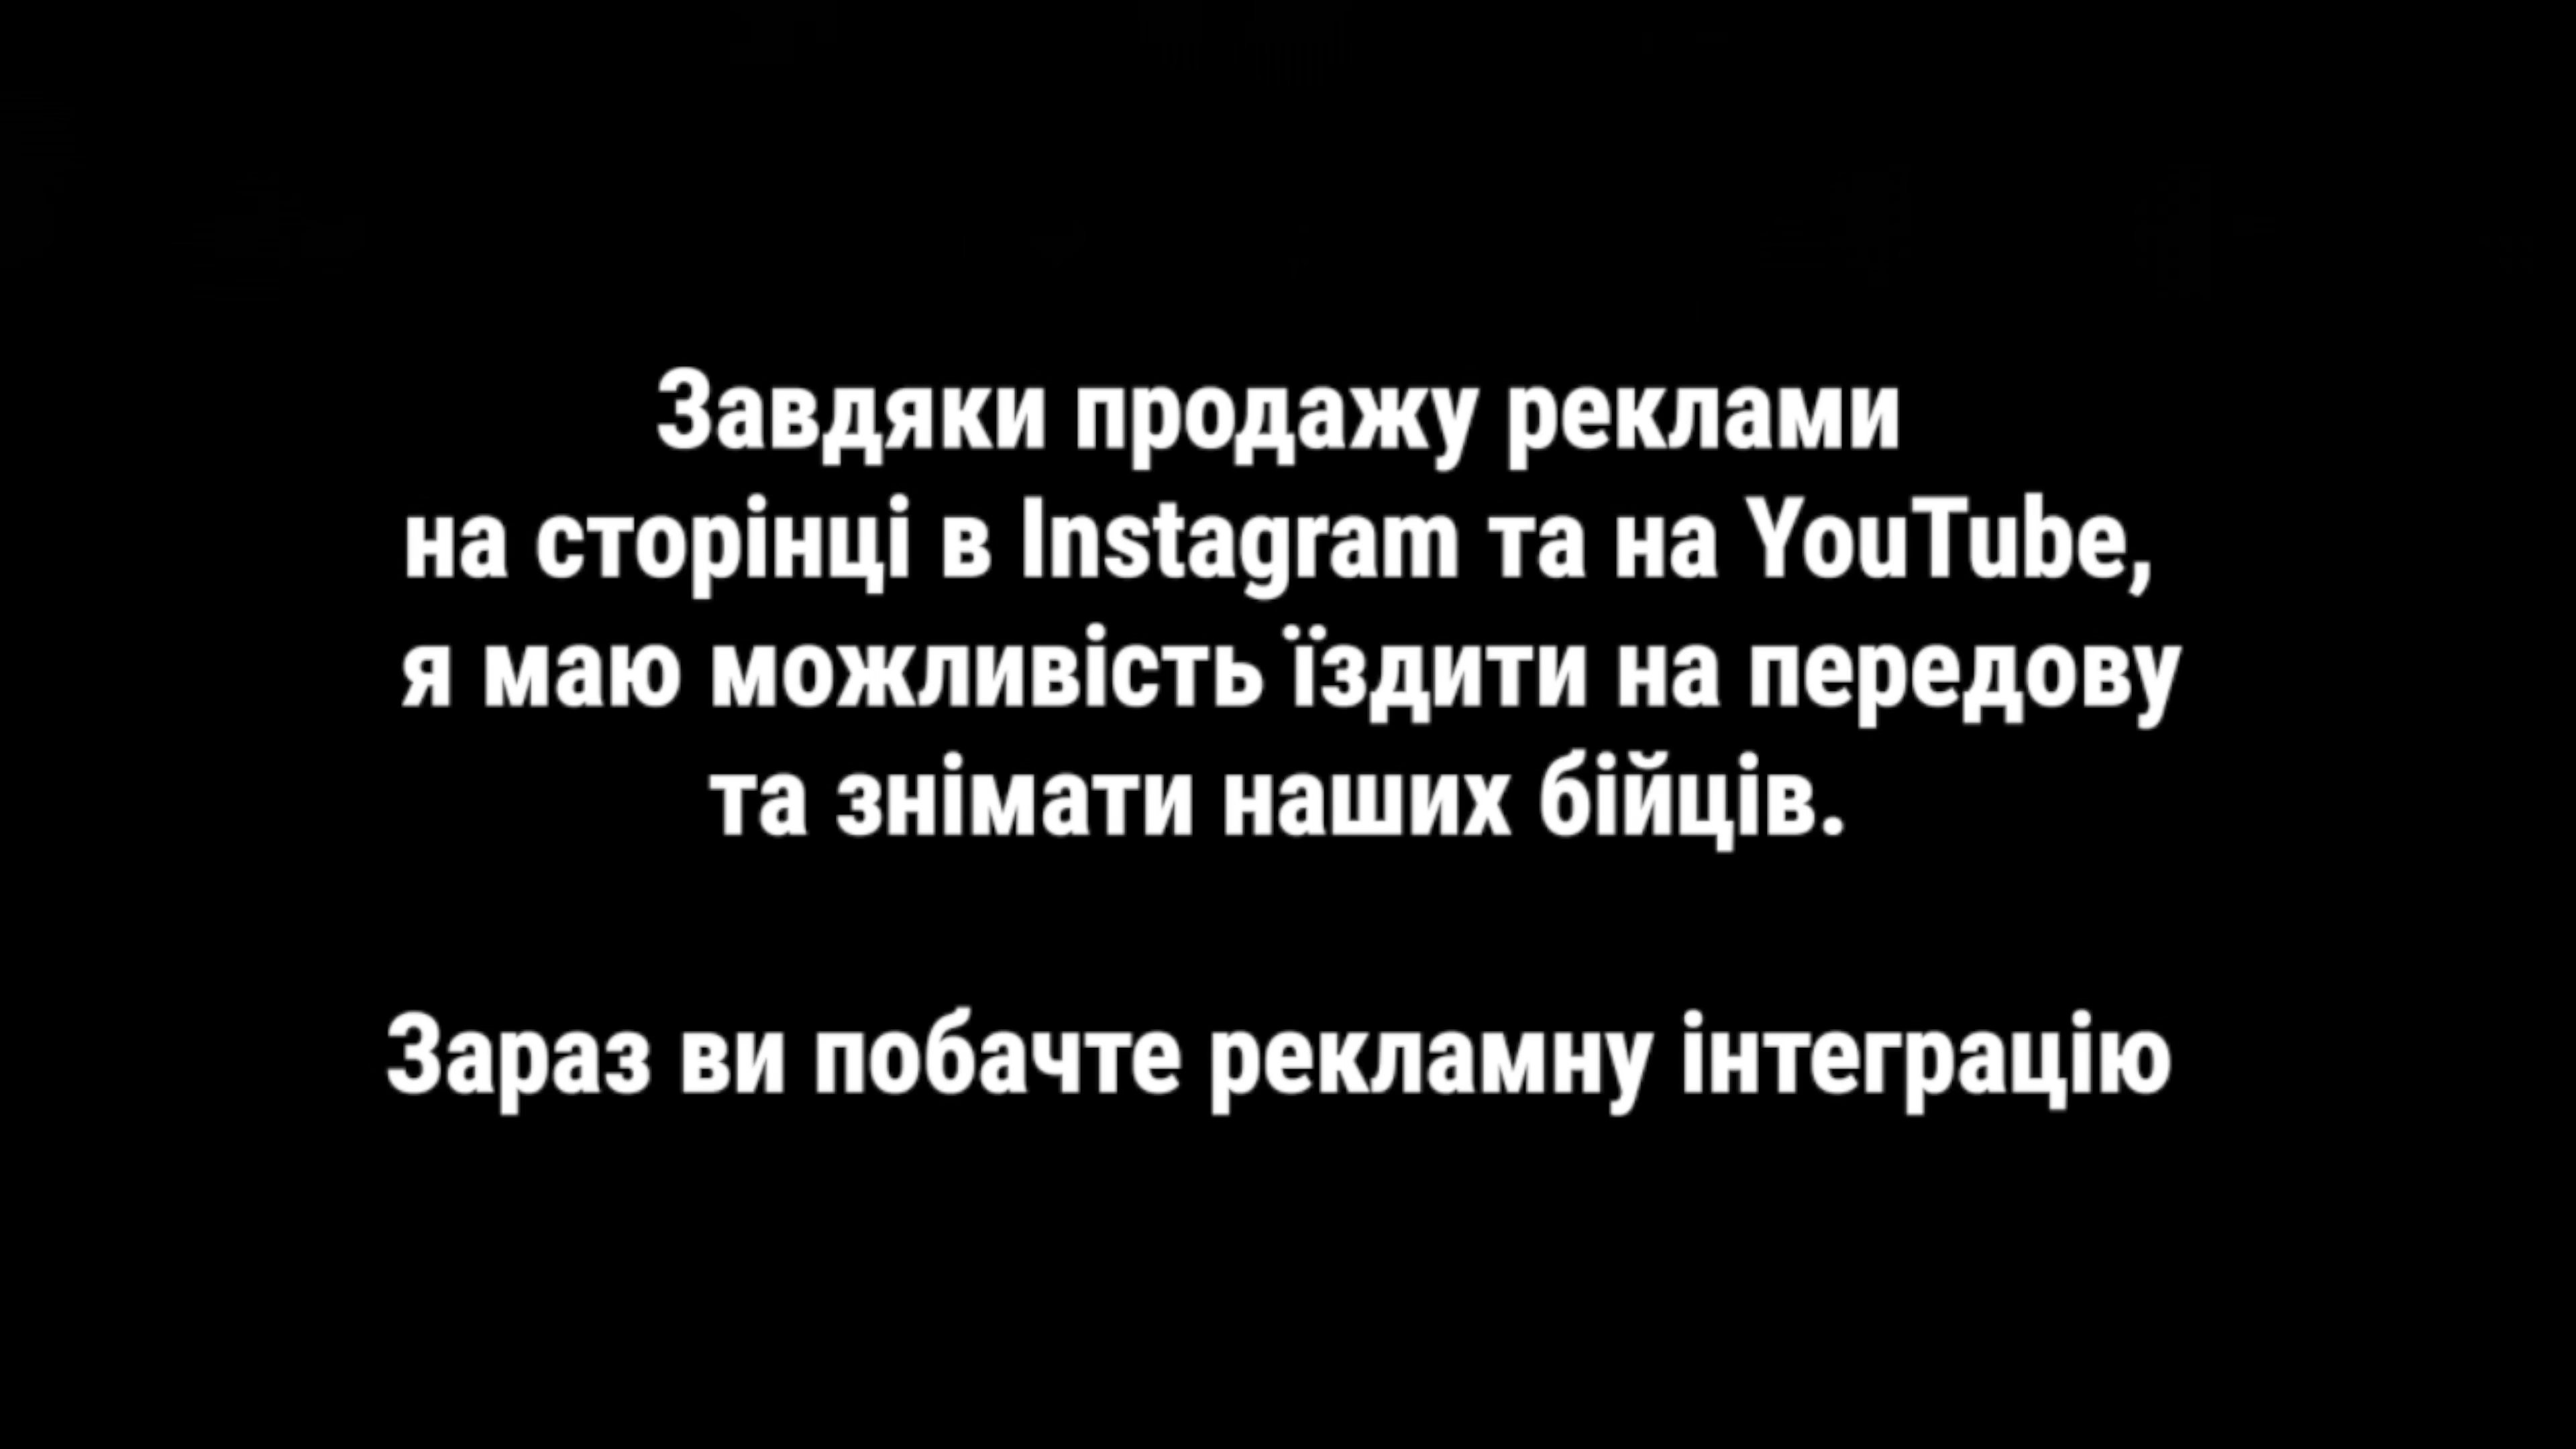 Завдяки продажу реклами
на сторінці в Instagram та на YouTube,
я маю можливість їздити на передову
та знімати наших бійців.
Зараз ви побачте рекламну інтеграцію